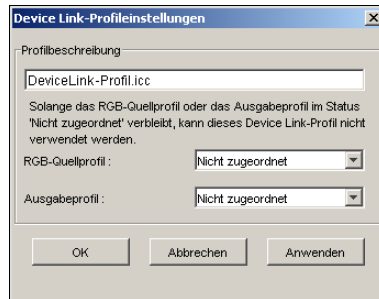 Device Link-Profileinstellungen
Profilbeschreibung
DeviceLink-Profil.icc
Solange das RGB-Quellprofil oder das Ausgabeprofil im Status
'Nicht zugeordnet' verbleibt, kann dieses Device Link-Profil nicht
verwendet werden.
RGB-Quellprofil : Nicht zugeordnet
Ausgabeprofil : Nicht zugeordnet
OK Abbrechen Anwenden